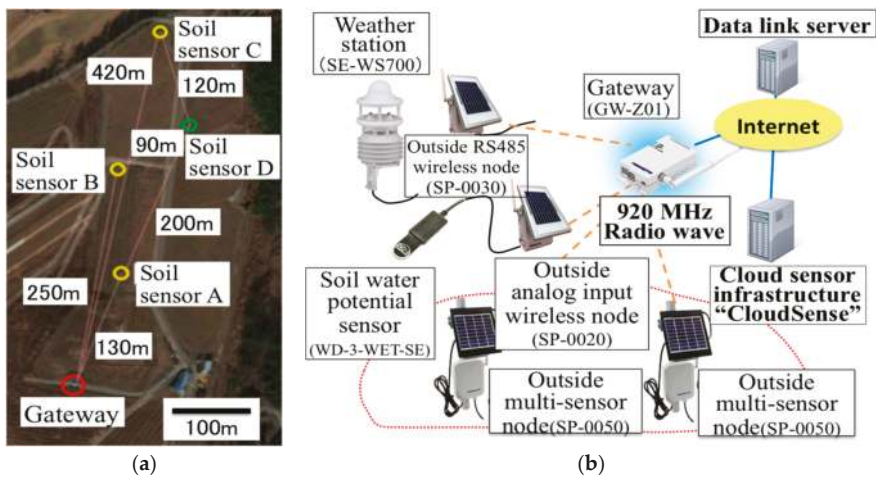 Soil
sensor C
420m
120m
90m
Soil
sensor D
Soil
sensor B
200m
Soil
sensor A
250m
130m
Gateway
100m
(a)
Weather
station
(SE-WS700)
Data link server
Gateway
(GW-Z01)
Internet
Outside RS485
wireless node
(SP-0030)
920 MHz
Radio wave
Soil water
potential
sensor
(WD-3-WET-SE)
Outside
analog input
wireless node
(SP-0020)
Cloud sensor
infrastructure
“CloudSense”
Outside
multi-sensor
node(SP-0050)
Outside
multi-sensor
node(SP-0050)
(b)